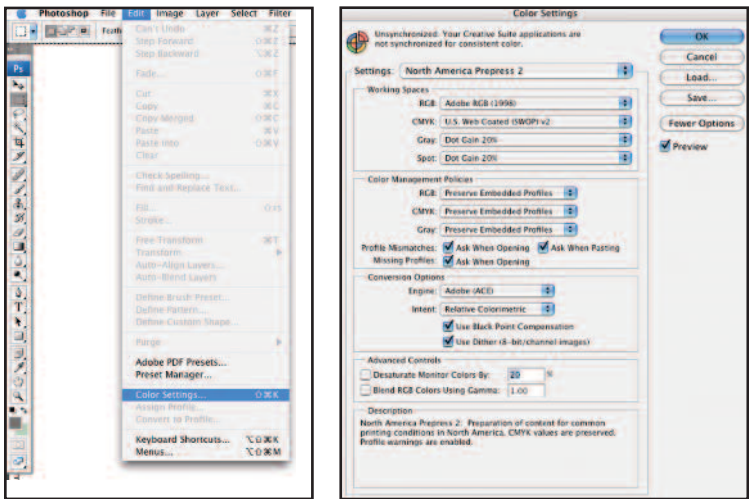 Photoshop File Edit Image Layer Select Filter
Feath
Can't Undo ⌘Z
Step Forward ⇧⌘Z
Step Backward ⌥⌘Z
Fade... ⇧⌘F
Cut ⌘X
Copy ⌘C
Copy Merged ⇧⌘C
Paste ⌘V
Paste Into ⇧⌘V
Clear
Check Spelling...
Find and Replace Text...
Fill... ⇧F5
Stroke...
Free Transform ⌘T
Transform
Auto-Align Layers...
Auto-Blend Layers
Define Brush Preset...
Define Pattern...
Define Custom Shape...
Purge
Adobe PDF Presets...
Preset Manager...
Color Settings... ⇧⌘K
Assign Profile...
Convert to Profile...
Keyboard Shortcuts... ⌥⇧⌘K
Menus... ⌥⇧⌘M
Ps
T
Color Settings
Unsynchronized: Your Creative Suite applications are
not synchronized for consistent color.
Settings: North America Prepress 2
Working Spaces
RGB: Adobe RGB (1998)
CMYK: U.S. Web Coated (SWOP) v2
Gray: Dot Gain 20%
Spot: Dot Gain 20%
Color Management Policies
RGB: Preserve Embedded Profiles
CMYK: Preserve Embedded Profiles
Gray: Preserve Embedded Profiles
Profile Mismatches: Ask When Opening Ask When Pasting
Missing Profiles: Ask When Opening
Conversion Options
Engine: Adobe (ACE)
Intent: Relative Colorimetric
Use Black Point Compensation
Use Dither (8-bit/channel images)
Advanced Controls
Desaturate Monitor Colors By: 20 %
Blend RGB Colors Using Gamma: 1.00
Description
North America Prepress 2: Preparation of content for common
printing conditions in North America. CMYK values are preserved.
Profile warnings are enabled.
OK
Cancel
Load...
Save...
Fewer Options
Preview